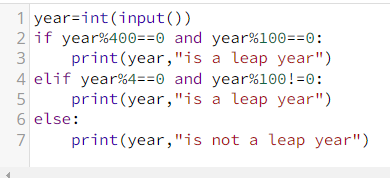 1 year=int(input())
2 if year%400==0 and year%100==0:
3     print(year,"is a leap year")
4 elif year%4==0 and year%100!=0:
5     print(year,"is a leap year")
6 else:
7     print(year,"is not a leap year")